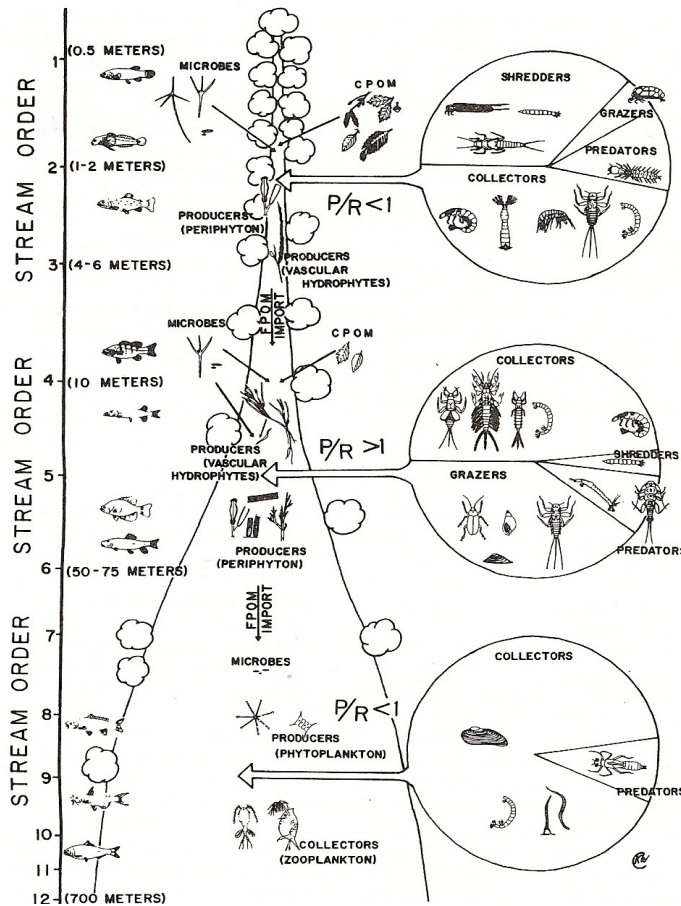 STREAM ORDER
1
(0.5 METERS)
MICROBES
CPOM
SHREDDERS
GRAZERS
PREDATORS
COLLECTORS
2
(1-2 METERS)
P/R<1
PRODUCERS
(PERIPHYTON)
PRODUCERS
(VASCULAR
HYDROPHYTES)
(4-6 METERS)
3
FPOM
IMPORT
STREAM ORDER
MICROBES
CPOM
4
(10 METERS)
COLLECTORS
SHREDDERS
GRAZERS
PREDATORS
P/R >1
PRODUCERS
(VASCULAR
HYDROPHYTES)
5
PRODUCERS
(PERIPHYTON)
(50-75 METERS)
6
FPOM
IMPORT
STREAM ORDER
7
MICROBES
COLLECTORS
PREDATORS
P/R<1
8
PRODUCERS
(PHYTOPLANKTON)
9
10
COLLECTORS
(ZOOPLANKTON)
11
12
(700 METERS)